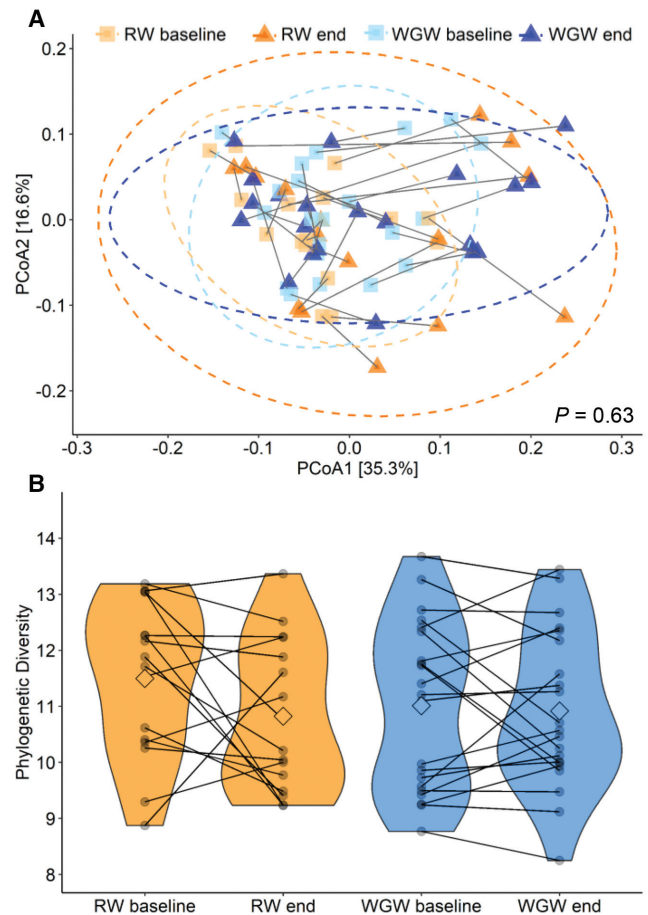 A
RW baseline RW end WGW baseline WGW end
0.2
0.1
0.0
-0.1
-0.2
PCoA2 [16.6%]
P = 0.63
-0.3 -0.2 -0.1 0.0 0.1 0.2 0.3
PCoA1 [35.3%]
B
14
13
12
11
10
9
8
Phylogenetic Diversity
RW baseline RW end WGW baseline WGW end